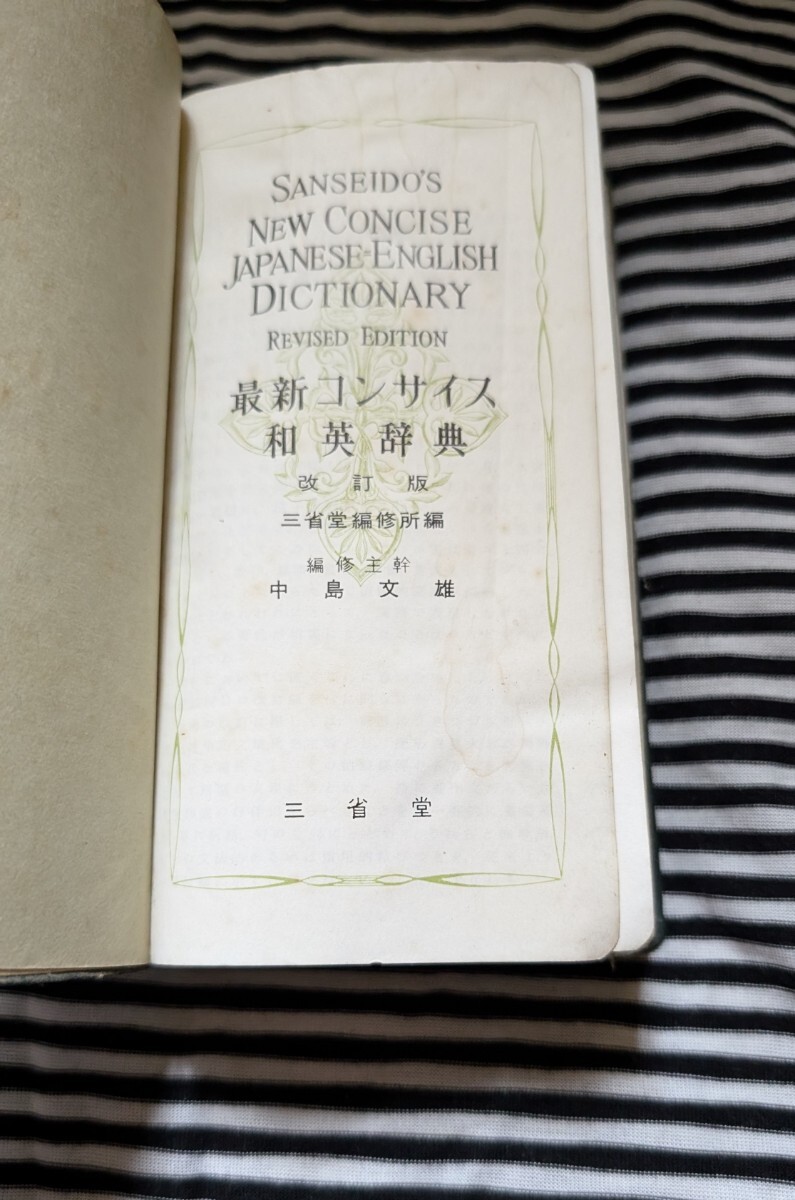 SANSEIDO'S
NEW CONCISE
JAPANESE-ENGLISH
DICTIONARY
REVISED EDITION
最新コンサイス
和英辞典
改訂版
三省堂編修所編
編修主幹
中島文雄
三省堂